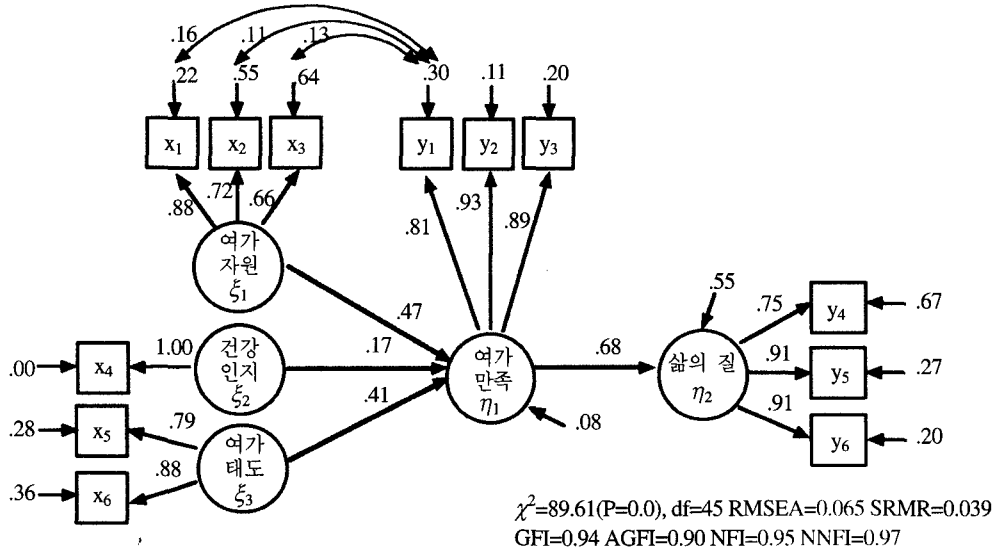 .16 .11 .13
.22 .55 .64 .30 .11 .20
x₁ x₂ x₃ y₁ y₂ y₃
.88 .72 .66 .81 .93 .89
여가
자원
ξ₁
.47
.55
.75 y₄ .67
.00 x₄ 1.00
건강
인지
ξ₂
.17
여가
만족
η₁
.68
삶의 질
η₂
.91 y₅ .27
.41
.28 x₅ .79
.91
.08
여가
태도
ξ₃
y₆ .20
.36 x₆ .88
χ²=89.61(P=0.0), df=45 RMSEA=0.065 SRMR=0.039
GFI=0.94 AGFI=0.90 NFI=0.95 NNFI=0.97